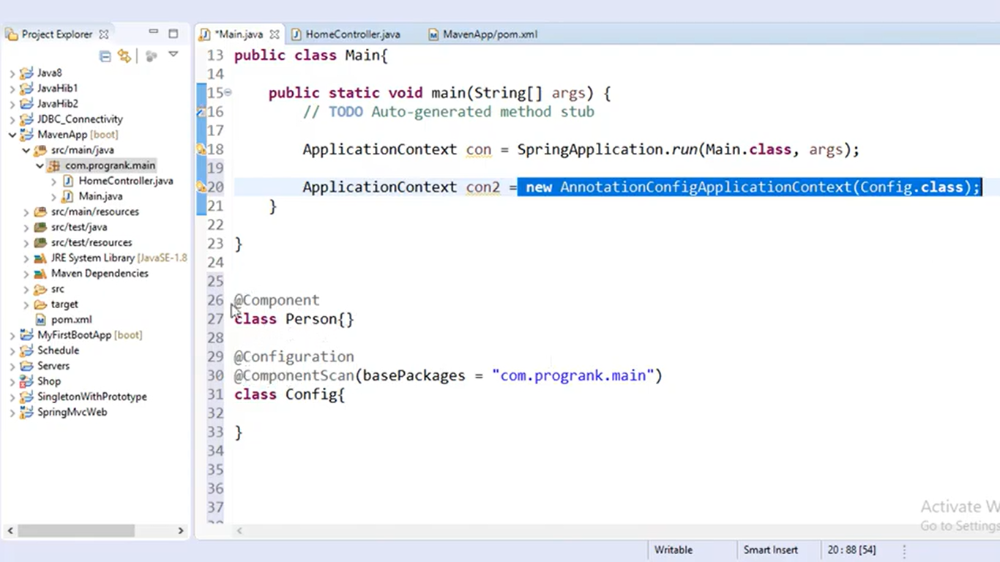 Project Explorer
*Main.java
HomeController.java
MavenApp/pom.xml
Java8
JavaHib1
JavaHib2
JDBC_Connectivity
MavenApp [boot]
src/main/java
com.progrank.main
HomeController.java
Main.java
src/main/resources
src/test/java
src/test/resources
JRE System Library [JavaSE-1.8
Maven Dependencies
src
target
pom.xml
MyFirstBootApp [boot]
Schedule
Servers
Shop
SingletonWithPrototype
SpringMvcWeb
13 public class Main{
14
15 public static void main(String[] args) {
16 // TODO Auto-generated method stub
17
18 ApplicationContext con = SpringApplication.run(Main.class, args);
19
20 ApplicationContext con2 = new AnnotationConfigApplicationContext(Config.class);
21 }
22
23 }
24
25
26 @Component
27 class Person{}
28
29 @Configuration
30 @ComponentScan(basePackages = "com.progrank.main")
31 class Config{
32
33 }
34
35
36
37
Activate W
Go to Settings
Writable
Smart Insert
20 : 88 [54]